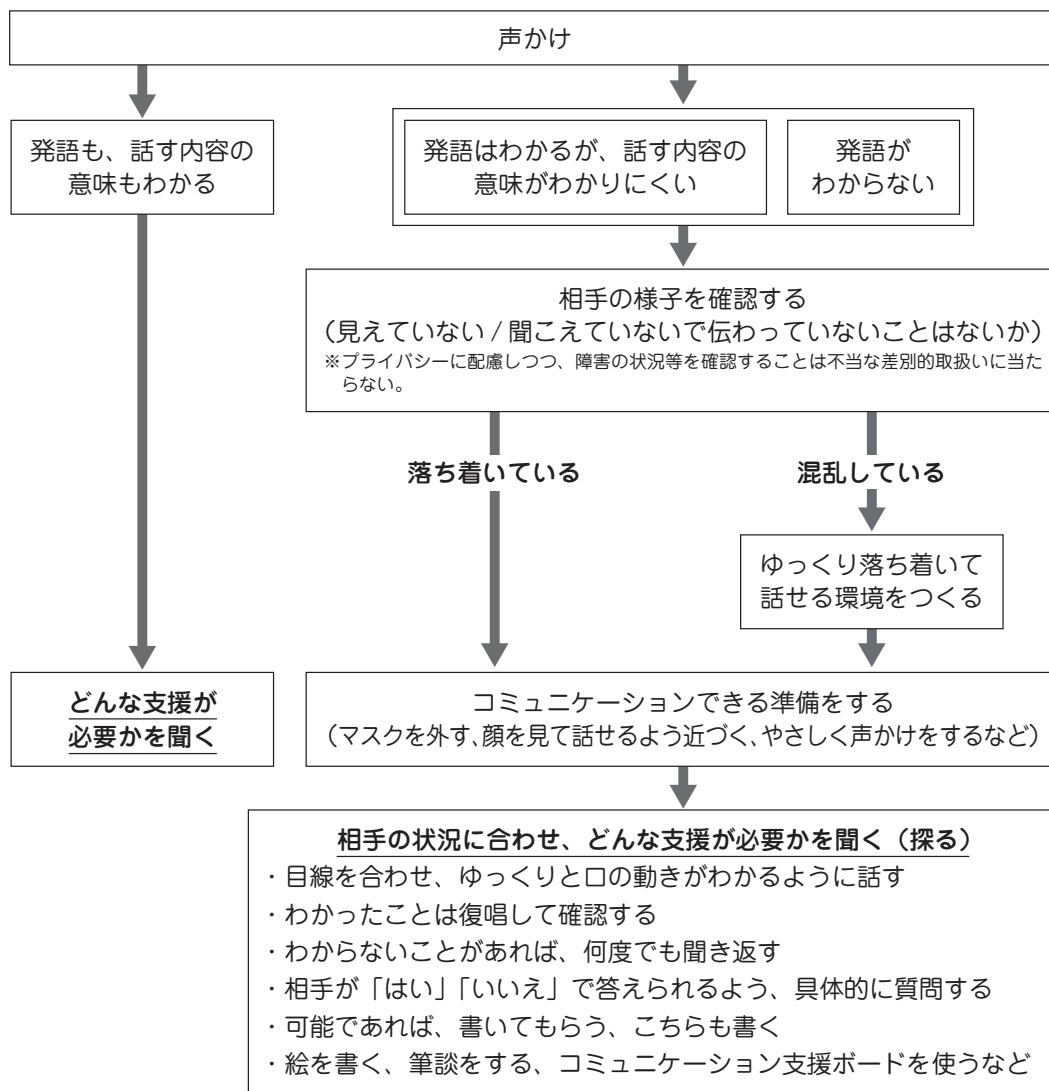 声かけ
発語も、話す内容の
意味もわかる
発語はわかるが、話す内容の
意味がわかりにくい
発語が
わからない
相手の様子を確認する
（見えていない / 聞こえていないで伝わっていないことはないか）
※プライバシーに配慮しつつ、障害の状況等を確認することは不当な差別的取扱いに当た
らない。
落ち着いている
混乱している
ゆっくり落ち着いて
話せる環境をつくる
どんな支援が
必要かを聞く
コミュニケーションできる準備をする
（マスクを外す、顔を見て話せるよう近づく、やさしく声かけをするなど）
相手の状況に合わせ、どんな支援が必要かを聞く（探る）
・目線を合わせ、ゆっくりと口の動きがわかるように話す
・わかったことは復唱して確認する
・わからないことがあれば、何度でも聞き返す
・相手が「はい」「いいえ」で答えられるよう、具体的に質問する
・可能であれば、書いてもらう、こちらも書く
・絵を書く、筆談をする、コミュニケーション支援ボードを使うなど